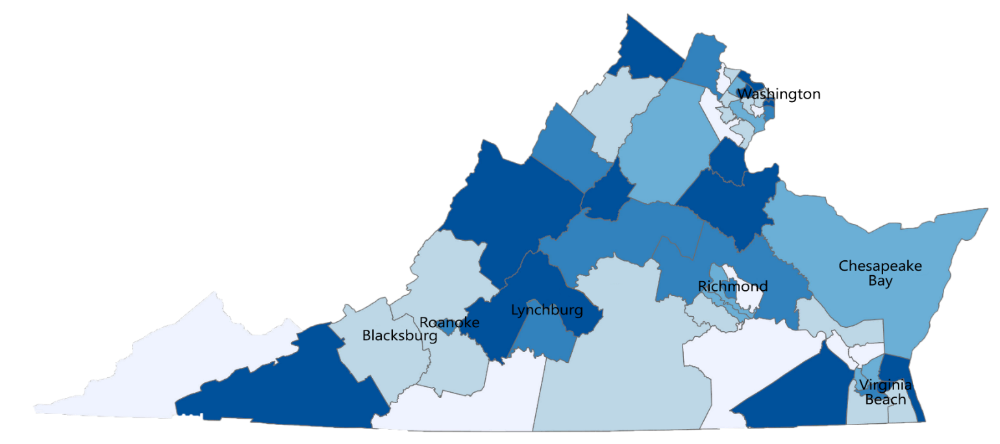 Washington
Chesapeake
Bay
Richmond
Lynchburg
Roanoke
Blacksburg
Virginia
Beach